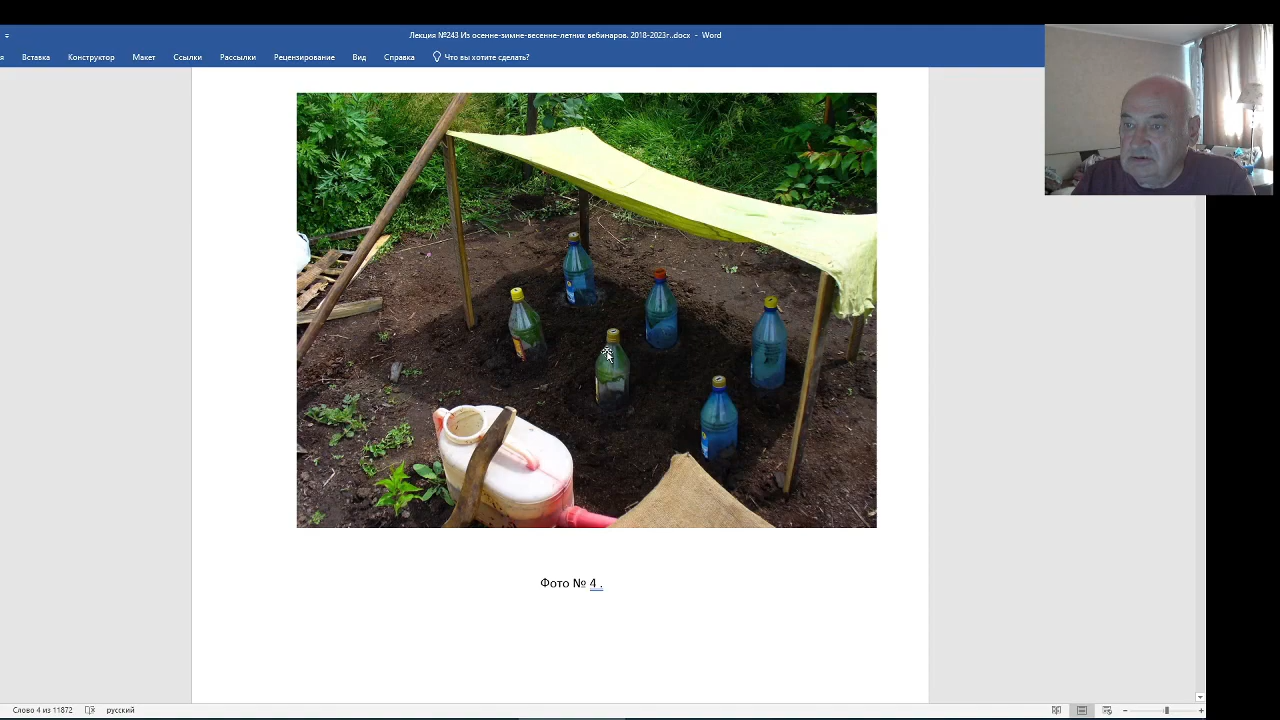 Лекция №243 Из осенне-зимне-весенне-летних вебинаров. 2018-2023г..docx - Word
Вставка Конструктор Макет Ссылки Рассылки Рецензирование Вид Справка Что вы хотите сделать?
Фото № 4 .
Слово 4 из 11872 русский